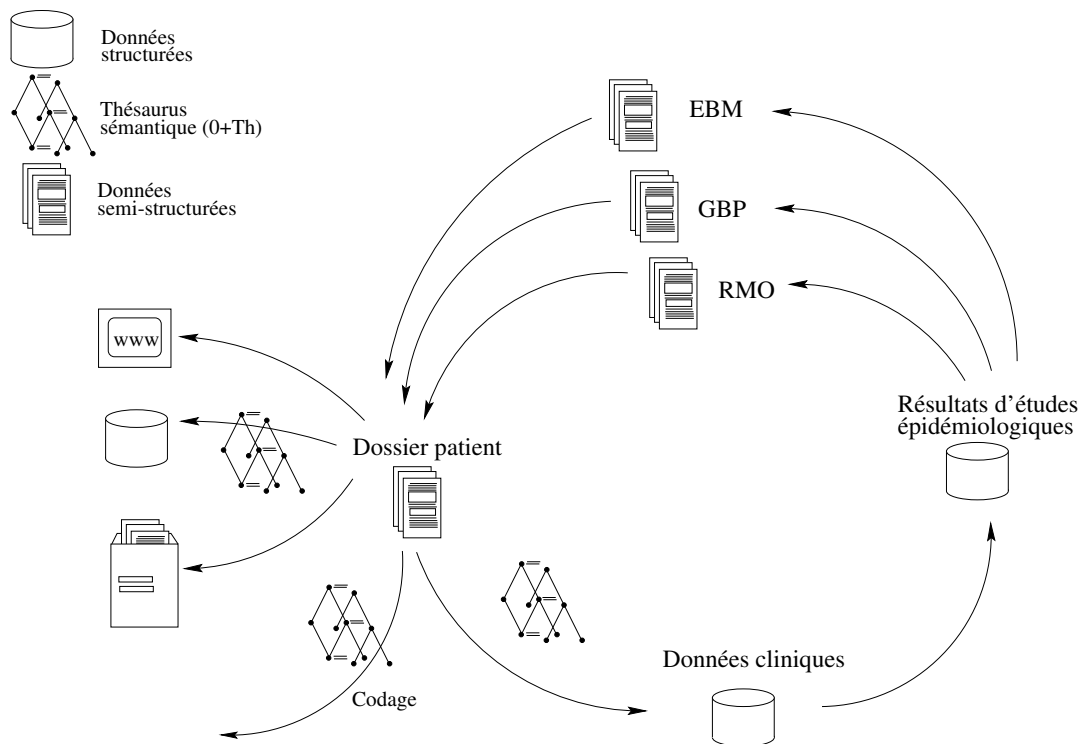 Données
structurées
Thésaurus
sémantique (0+Th)
Données
semi-structurées
EBM
GBP
RMO
www
Résultats d'études
épidémiologiques
Dossier patient
Données cliniques
Codage